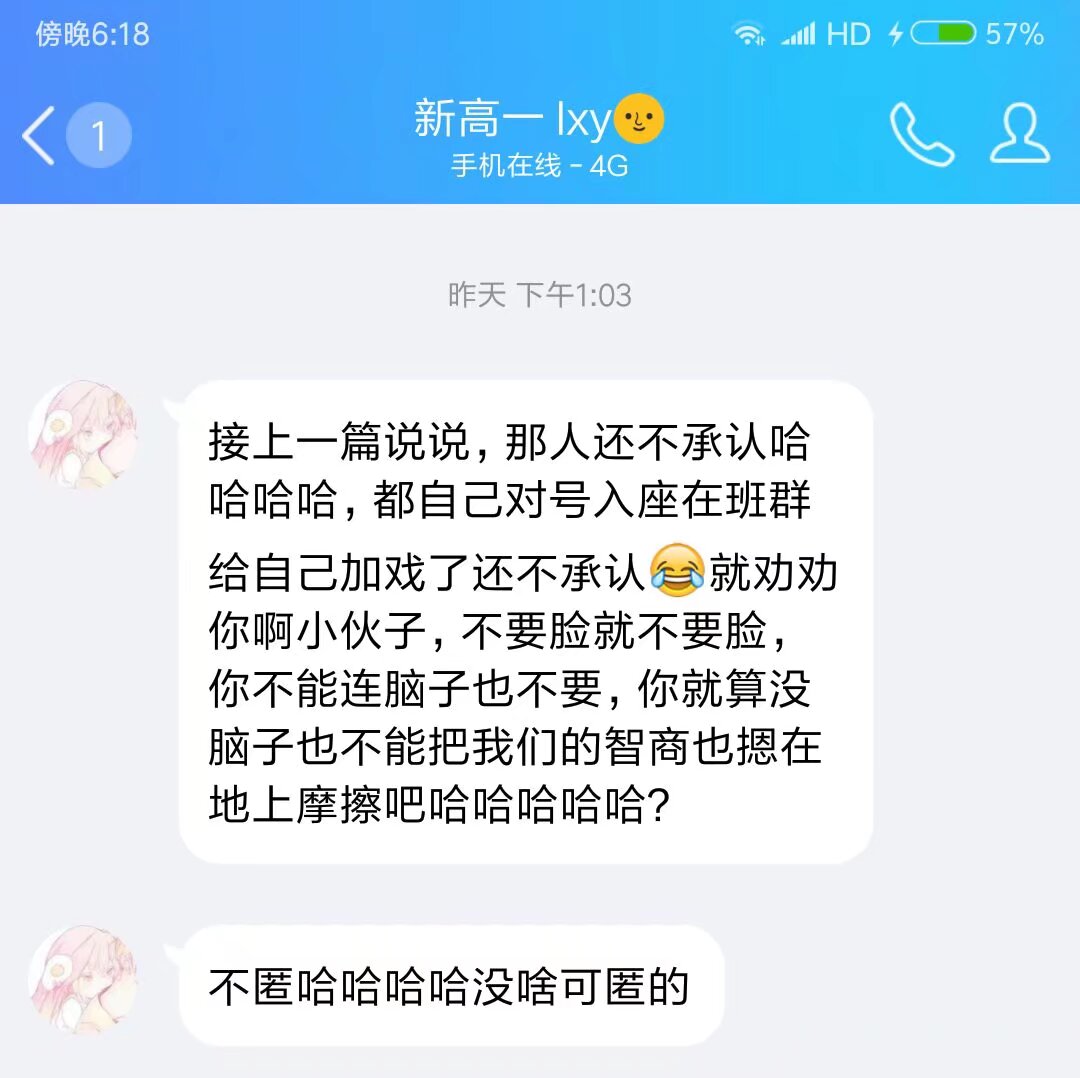 傍晚6:18
HD
57%
1
新高一 lxy🌝
手机在线 - 4G
昨天 下午1:03
接上一篇说说，那人还不承认哈
哈哈哈，都自己对号入座在班群
给自己加戏了还不承认😂就劝劝
你啊小伙子，不要脸就不要脸，
你不能连脑子也不要，你就算没
脑子也不能把我们的智商也摁在
地上摩擦吧哈哈哈哈哈？
不匿哈哈哈哈没啥可匿的